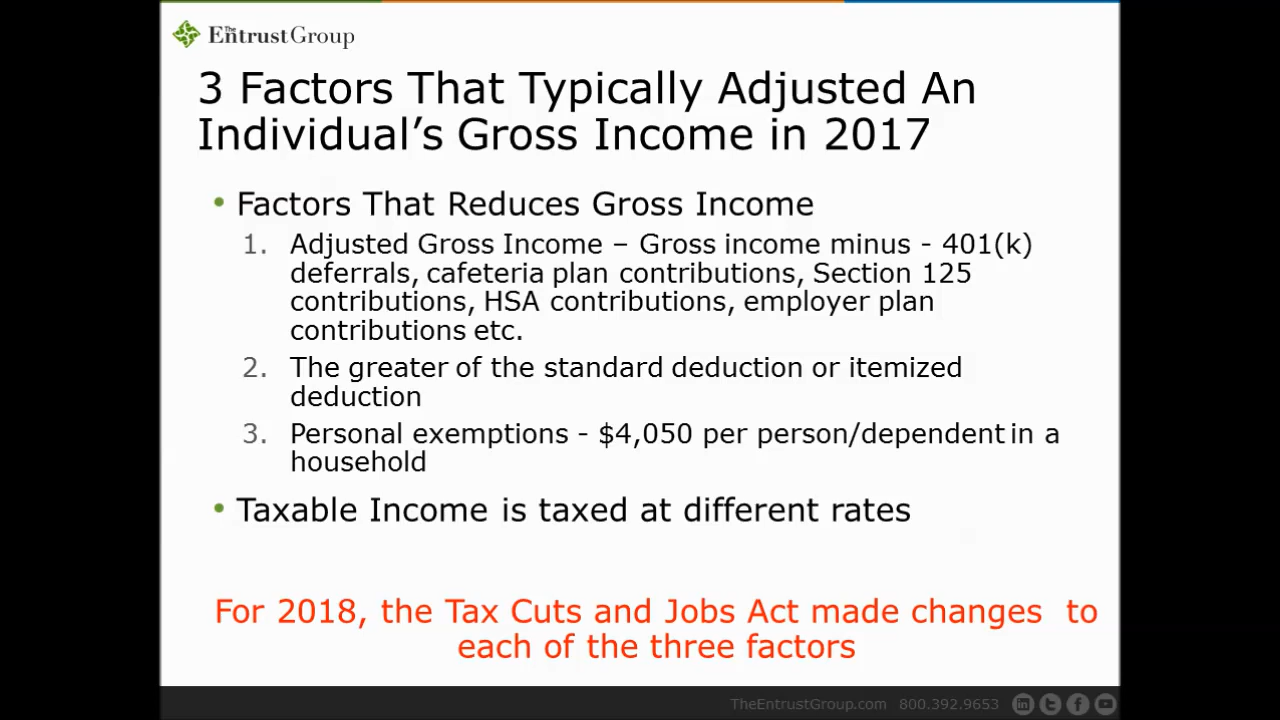 The EntrustGroup
3 Factors That Typically Adjusted An
Individual's Gross Income in 2017
• Factors That Reduces Gross Income
1. Adjusted Gross Income – Gross income minus - 401(k)
deferrals, cafeteria plan contributions, Section 125
contributions, HSA contributions, employer plan
contributions etc.
2. The greater of the standard deduction or itemized
deduction
3. Personal exemptions - $4,050 per person/dependent in a
household
• Taxable Income is taxed at different rates
For 2018, the Tax Cuts and Jobs Act made changes to
each of the three factors
TheEntrustGroup.com 800.392.9653